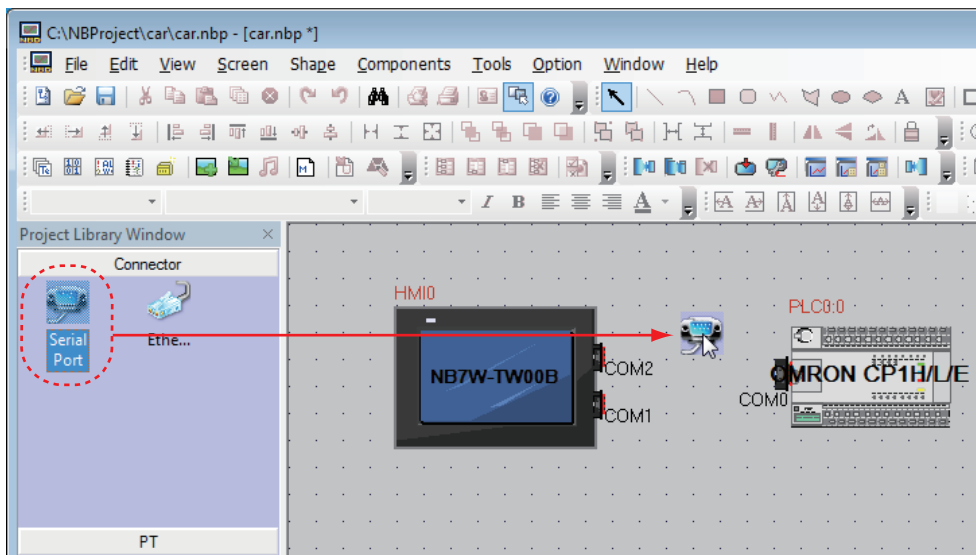 C:\NBProject\car\car.nbp - [car.nbp *]
File Edit View Screen Shape Components Tools Option Window Help
I B A
Project Library Window
Connector
Serial Port
Ethe...
PT
HMI0
NB7W-TW00B
COM2
COM1
PLC0:0
COM0
OMRON CP1H/L/E